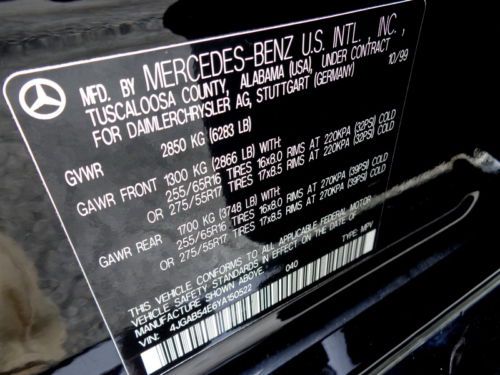 MFD. BY MERCEDES-BENZ U.S. INTL., INC.,
TUSCALOOSA COUNTY, ALABAMA (USA), UNDER CONTRACT
FOR DAIMLERCHRYSLER AG, STUTTGART (GERMANY) 10/99
GVWR 2850 KG (6283 LB)
GAWR FRONT 1300 KG (2866 LB) WITH:
255/65R16 TIRES 16x8.0 RIMS AT 220KPA (32PSI) COLD
OR 275/55R17 TIRES 17x8.5 RIMS AT 220KPA (32PSI) COLD
GAWR REAR 1700 KG (3748 LB) WITH:
255/65R16 TIRES 16x8.0 RIMS AT 270KPA (39PSI) COLD
OR 275/55R17 TIRES 17x8.5 RIMS AT 270KPA (39PSI) COLD
THIS VEHICLE CONFORMS TO ALL APPLICABLE FEDERAL MOTOR
VEHICLE SAFETY STANDARDS IN EFFECT ON THE DATE OF
MANUFACTURE SHOWN ABOVE. 040 TYPE: MPV
VIN: 4JGAB54E6YA150522